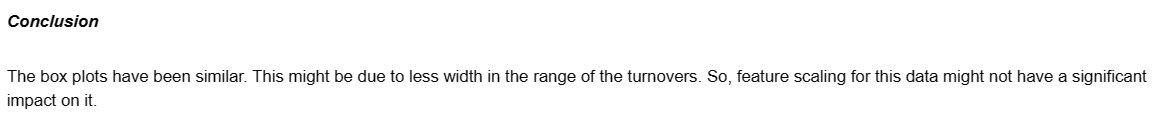 Conclusion
The box plots have been similar. This might be due to less width in the range of the turnovers. So, feature scaling for this data might not have a significant
impact on it.